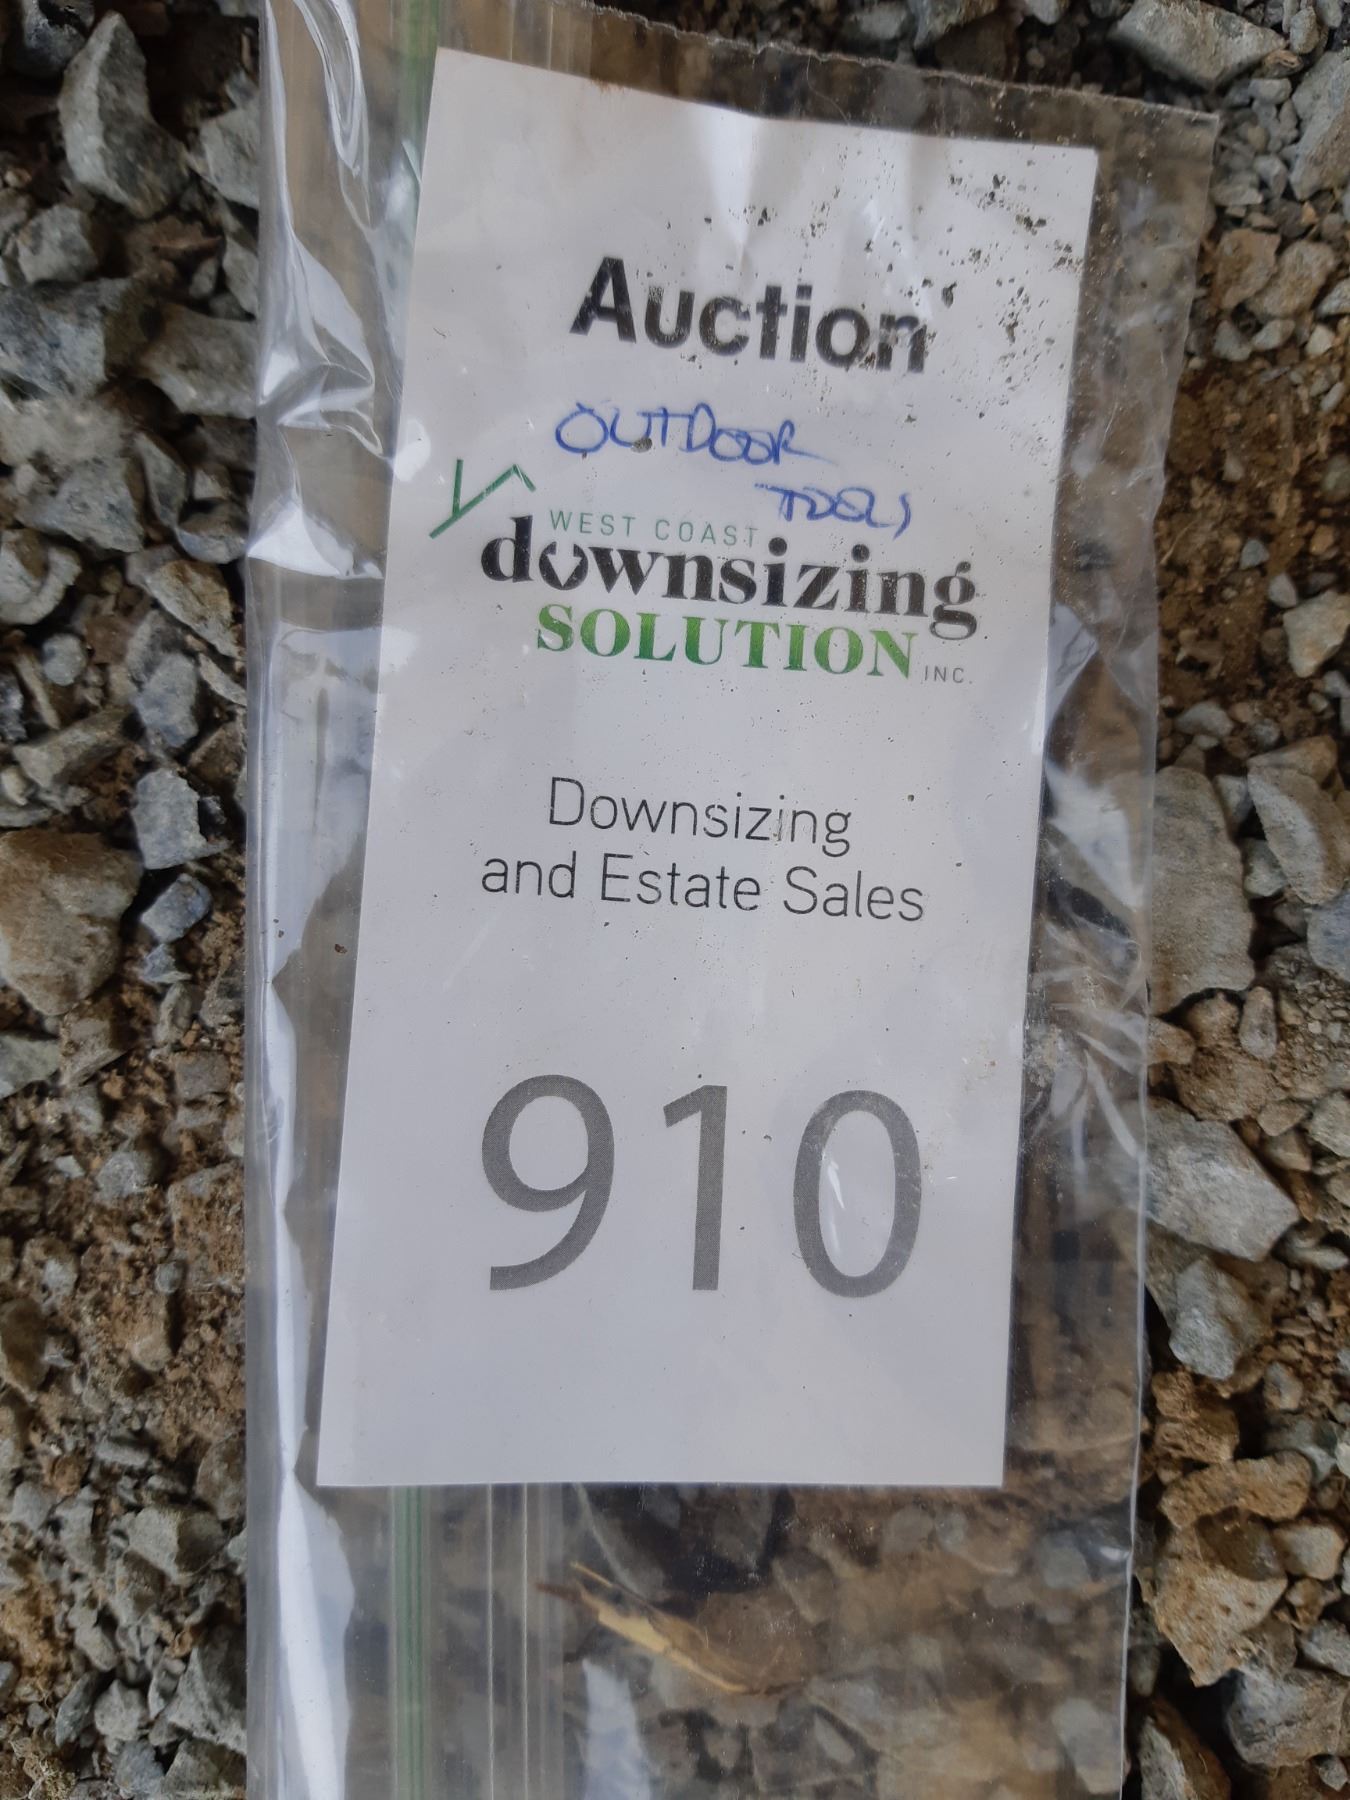 Auction
OUTDOOR
TOOLS
WEST COAST
downsizing
SOLUTION INC.
Downsizing
and Estate Sales
910